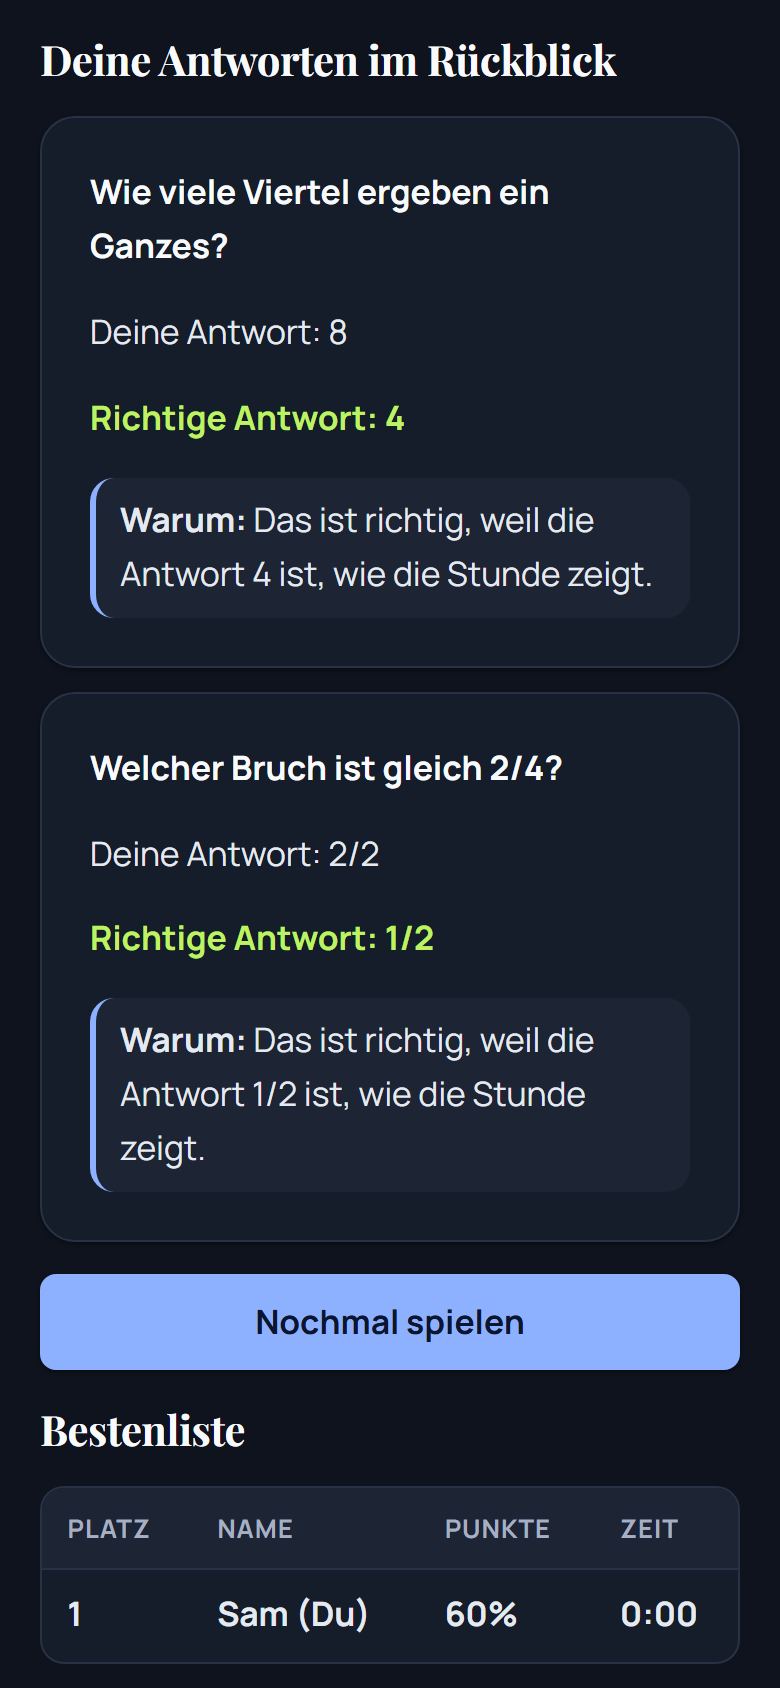 Deine Antworten im Rückblick
Wie viele Viertel ergeben ein
Ganzes?
Deine Antwort: 8
Richtige Antwort: 4
Warum: Das ist richtig, weil die
Antwort 4 ist, wie die Stunde zeigt.
Welcher Bruch ist gleich 2/4?
Deine Antwort: 2/2
Richtige Antwort: 1/2
Warum: Das ist richtig, weil die
Antwort 1/2 ist, wie die Stunde
zeigt.
Nochmal spielen
Bestenliste
PLATZ NAME PUNKTE ZEIT
1 Sam (Du) 60% 0:00